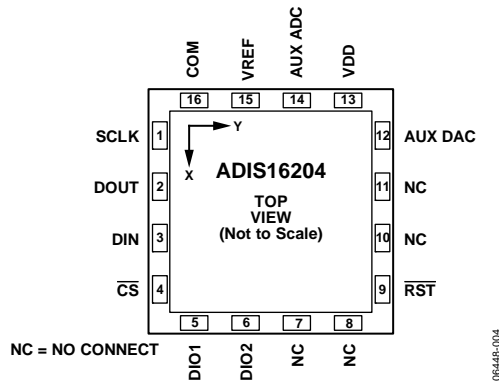 COM
VREF
AUX ADC
VDD
16
15
14
13
SCLK 1
Y
12 AUX DAC
X
ADIS16204
DOUT 2
11 NC
TOP
VIEW
(Not to Scale)
DIN 3
10 NC
CS 4
9 RST
5
6
7
8
NC = NO CONNECT
DIO1
DIO2
NC
NC
06448-004